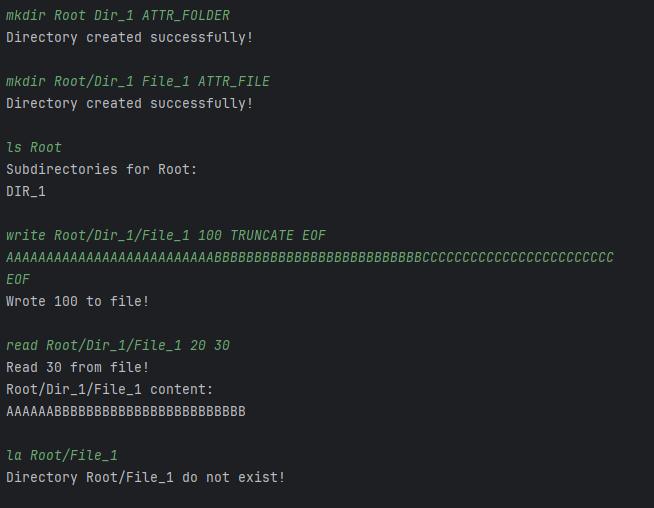 mkdir Root Dir_1 ATTR_FOLDER
Directory created successfully!
mkdir Root/Dir_1 File_1 ATTR_FILE
Directory created successfully!
ls Root
Subdirectories for Root:
DIR_1
write Root/Dir_1/File_1 100 TRUNCATE EOF
AAAAAAAAAAAAAAAAAAAAAAAAAABBBBBBBBBBBBBBBBBBBBBBBBBBCCCCCCCCCCCCCCCCCCCCCCCC
EOF
Wrote 100 to file!
read Root/Dir_1/File_1 20 30
Read 30 from file!
Root/Dir_1/File_1 content:
AAAAAABBBBBBBBBBBBBBBBBBBBBBBB
la Root/File_1
Directory Root/File_1 do not exist!